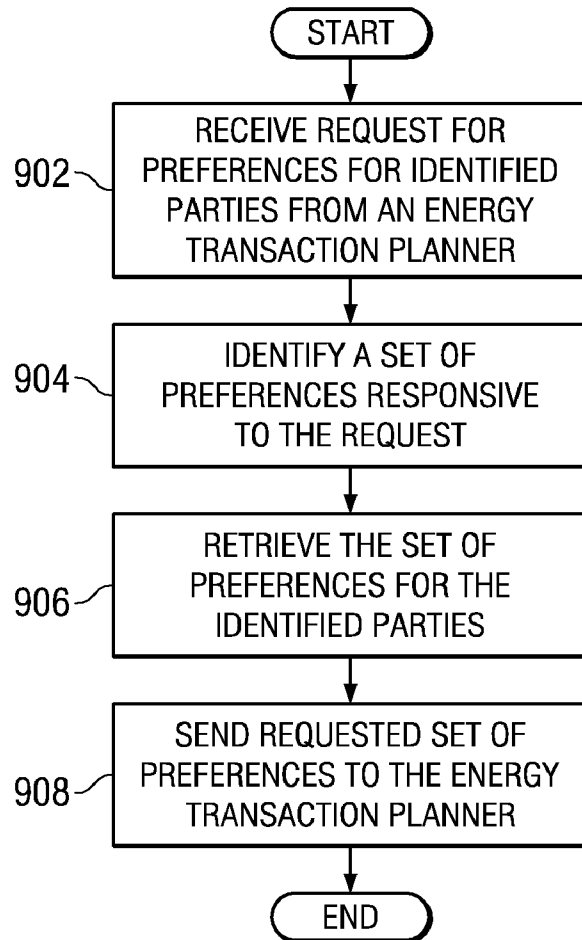 START
902
RECEIVE REQUEST FOR
PREFERENCES FOR IDENTIFIED
PARTIES FROM AN ENERGY
TRANSACTION PLANNER
904
IDENTIFY A SET OF
PREFERENCES RESPONSIVE
TO THE REQUEST
906
RETRIEVE THE SET OF
PREFERENCES FOR THE
IDENTIFIED PARTIES
908
SEND REQUESTED SET OF
PREFERENCES TO THE ENERGY
TRANSACTION PLANNER
END